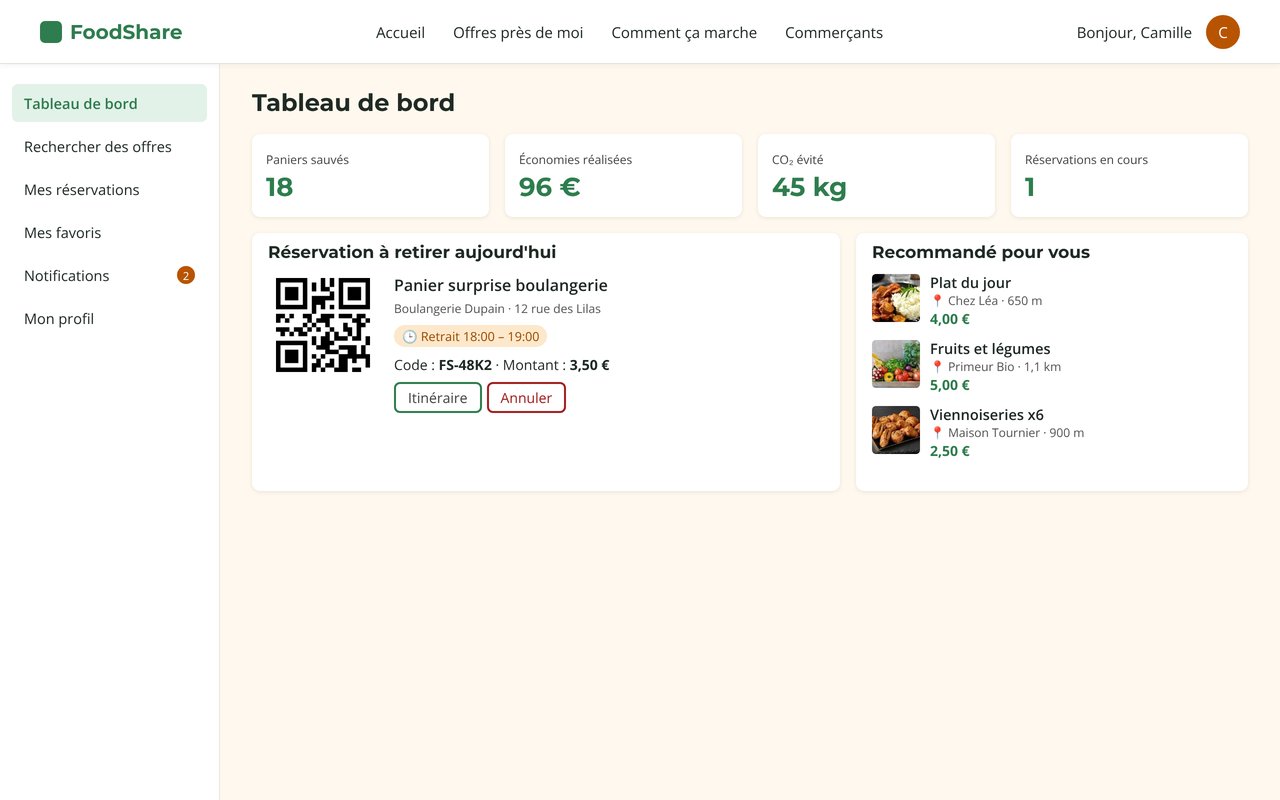 FoodShare
Accueil
Offres près de moi
Comment ça marche
Commerçants
Bonjour, Camille
C
Tableau de bord
Rechercher des offres
Mes réservations
Mes favoris
Notifications
2
Mon profil
Tableau de bord
Paniers sauvés
18
Économies réalisées
96 €
CO₂ évité
45 kg
Réservations en cours
1
Réservation à retirer aujourd'hui
Panier surprise boulangerie
Boulangerie Dupain · 12 rue des Lilas
🕒 Retrait 18:00 – 19:00
Code : FS-48K2 · Montant : 3,50 €
Itinéraire
Annuler
Recommandé pour vous
Plat du jour
📍 Chez Léa · 650 m
4,00 €
Fruits et légumes
📍 Primeur Bio · 1,1 km
5,00 €
Viennoiseries x6
📍 Maison Tournier · 900 m
2,50 €